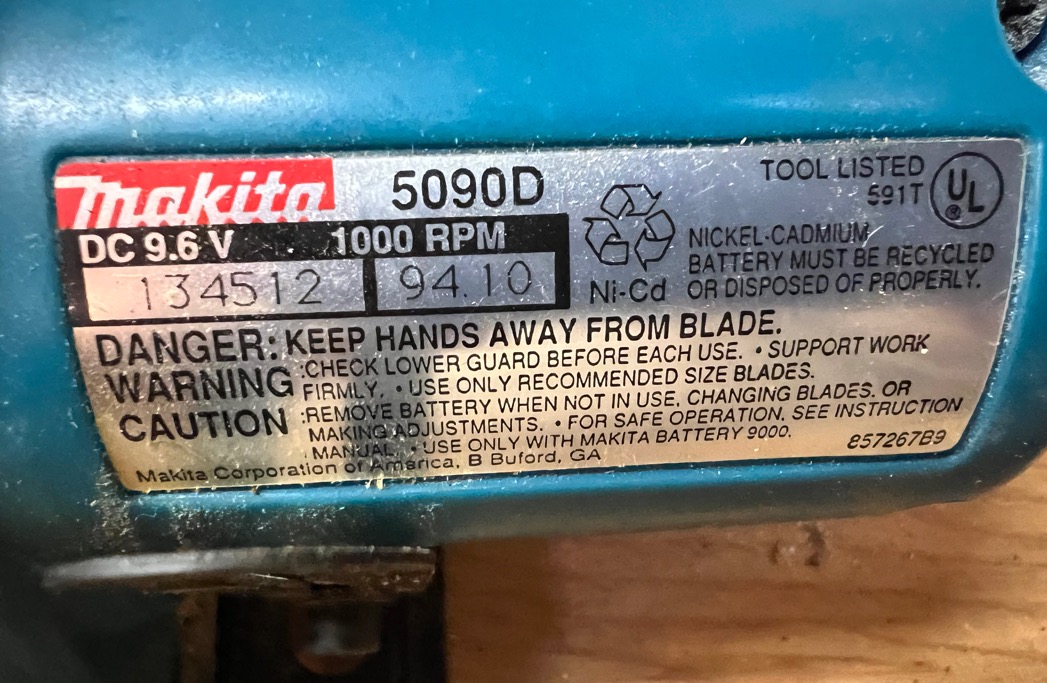 makita 5090D
TOOL LISTED
591T UL ®
DC 9.6 V 1000 RPM
134512 94.10
Ni-Cd
NICKEL-CADMIUM
BATTERY MUST BE RECYCLED
OR DISPOSED OF PROPERLY.
DANGER: KEEP HANDS AWAY FROM BLADE.
WARNING :CHECK LOWER GUARD BEFORE EACH USE. • SUPPORT WORK
FIRMLY. • USE ONLY RECOMMENDED SIZE BLADES.
CAUTION :REMOVE BATTERY WHEN NOT IN USE, CHANGING BLADES, OR
MAKING ADJUSTMENTS. • FOR SAFE OPERATION, SEE INSTRUCTION
MANUAL. • USE ONLY WITH MAKITA BATTERY 9000.
Makita Corporation of America, B Buford, GA
857267B9